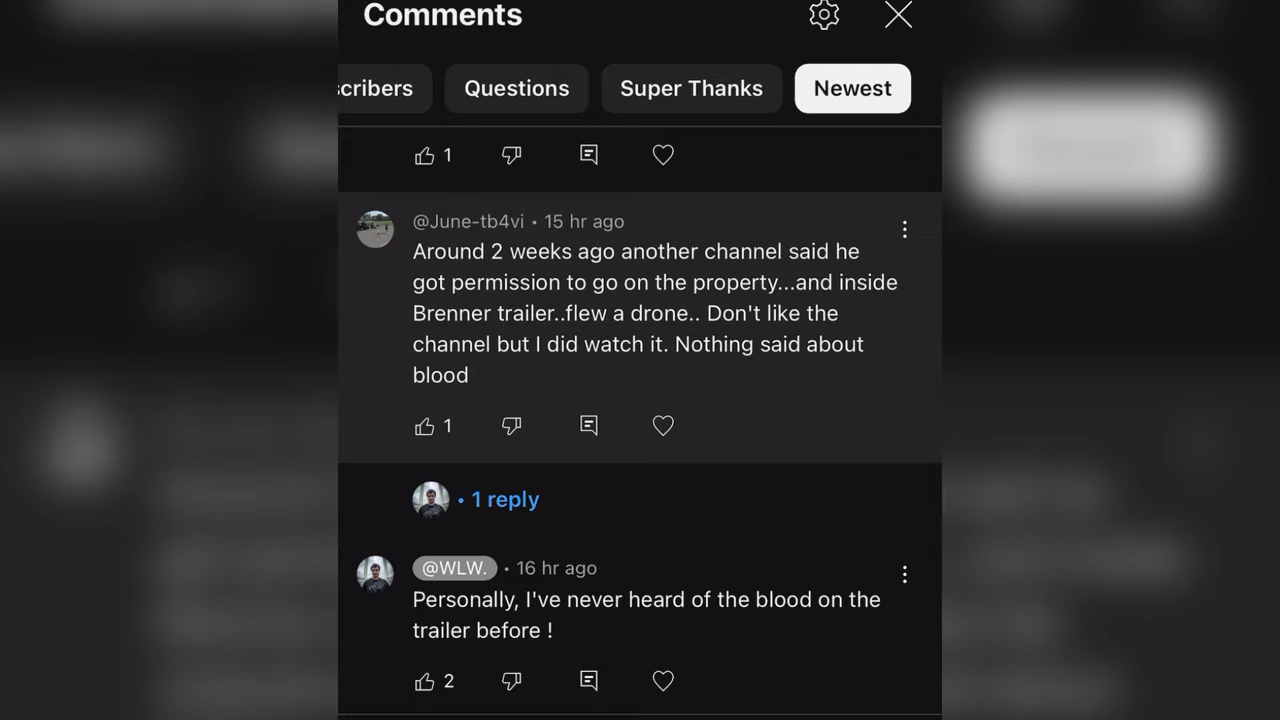 Comments
scribers
Questions
Super Thanks
Newest
1
@June-tb4vi • 15 hr ago
Around 2 weeks ago another channel said he
got permission to go on the property...and inside
Brenner trailer..flew a drone.. Don't like the
channel but I did watch it. Nothing said about
blood
1
• 1 reply
@WLW. • 16 hr ago
Personally, I've never heard of the blood on the
trailer before !
2